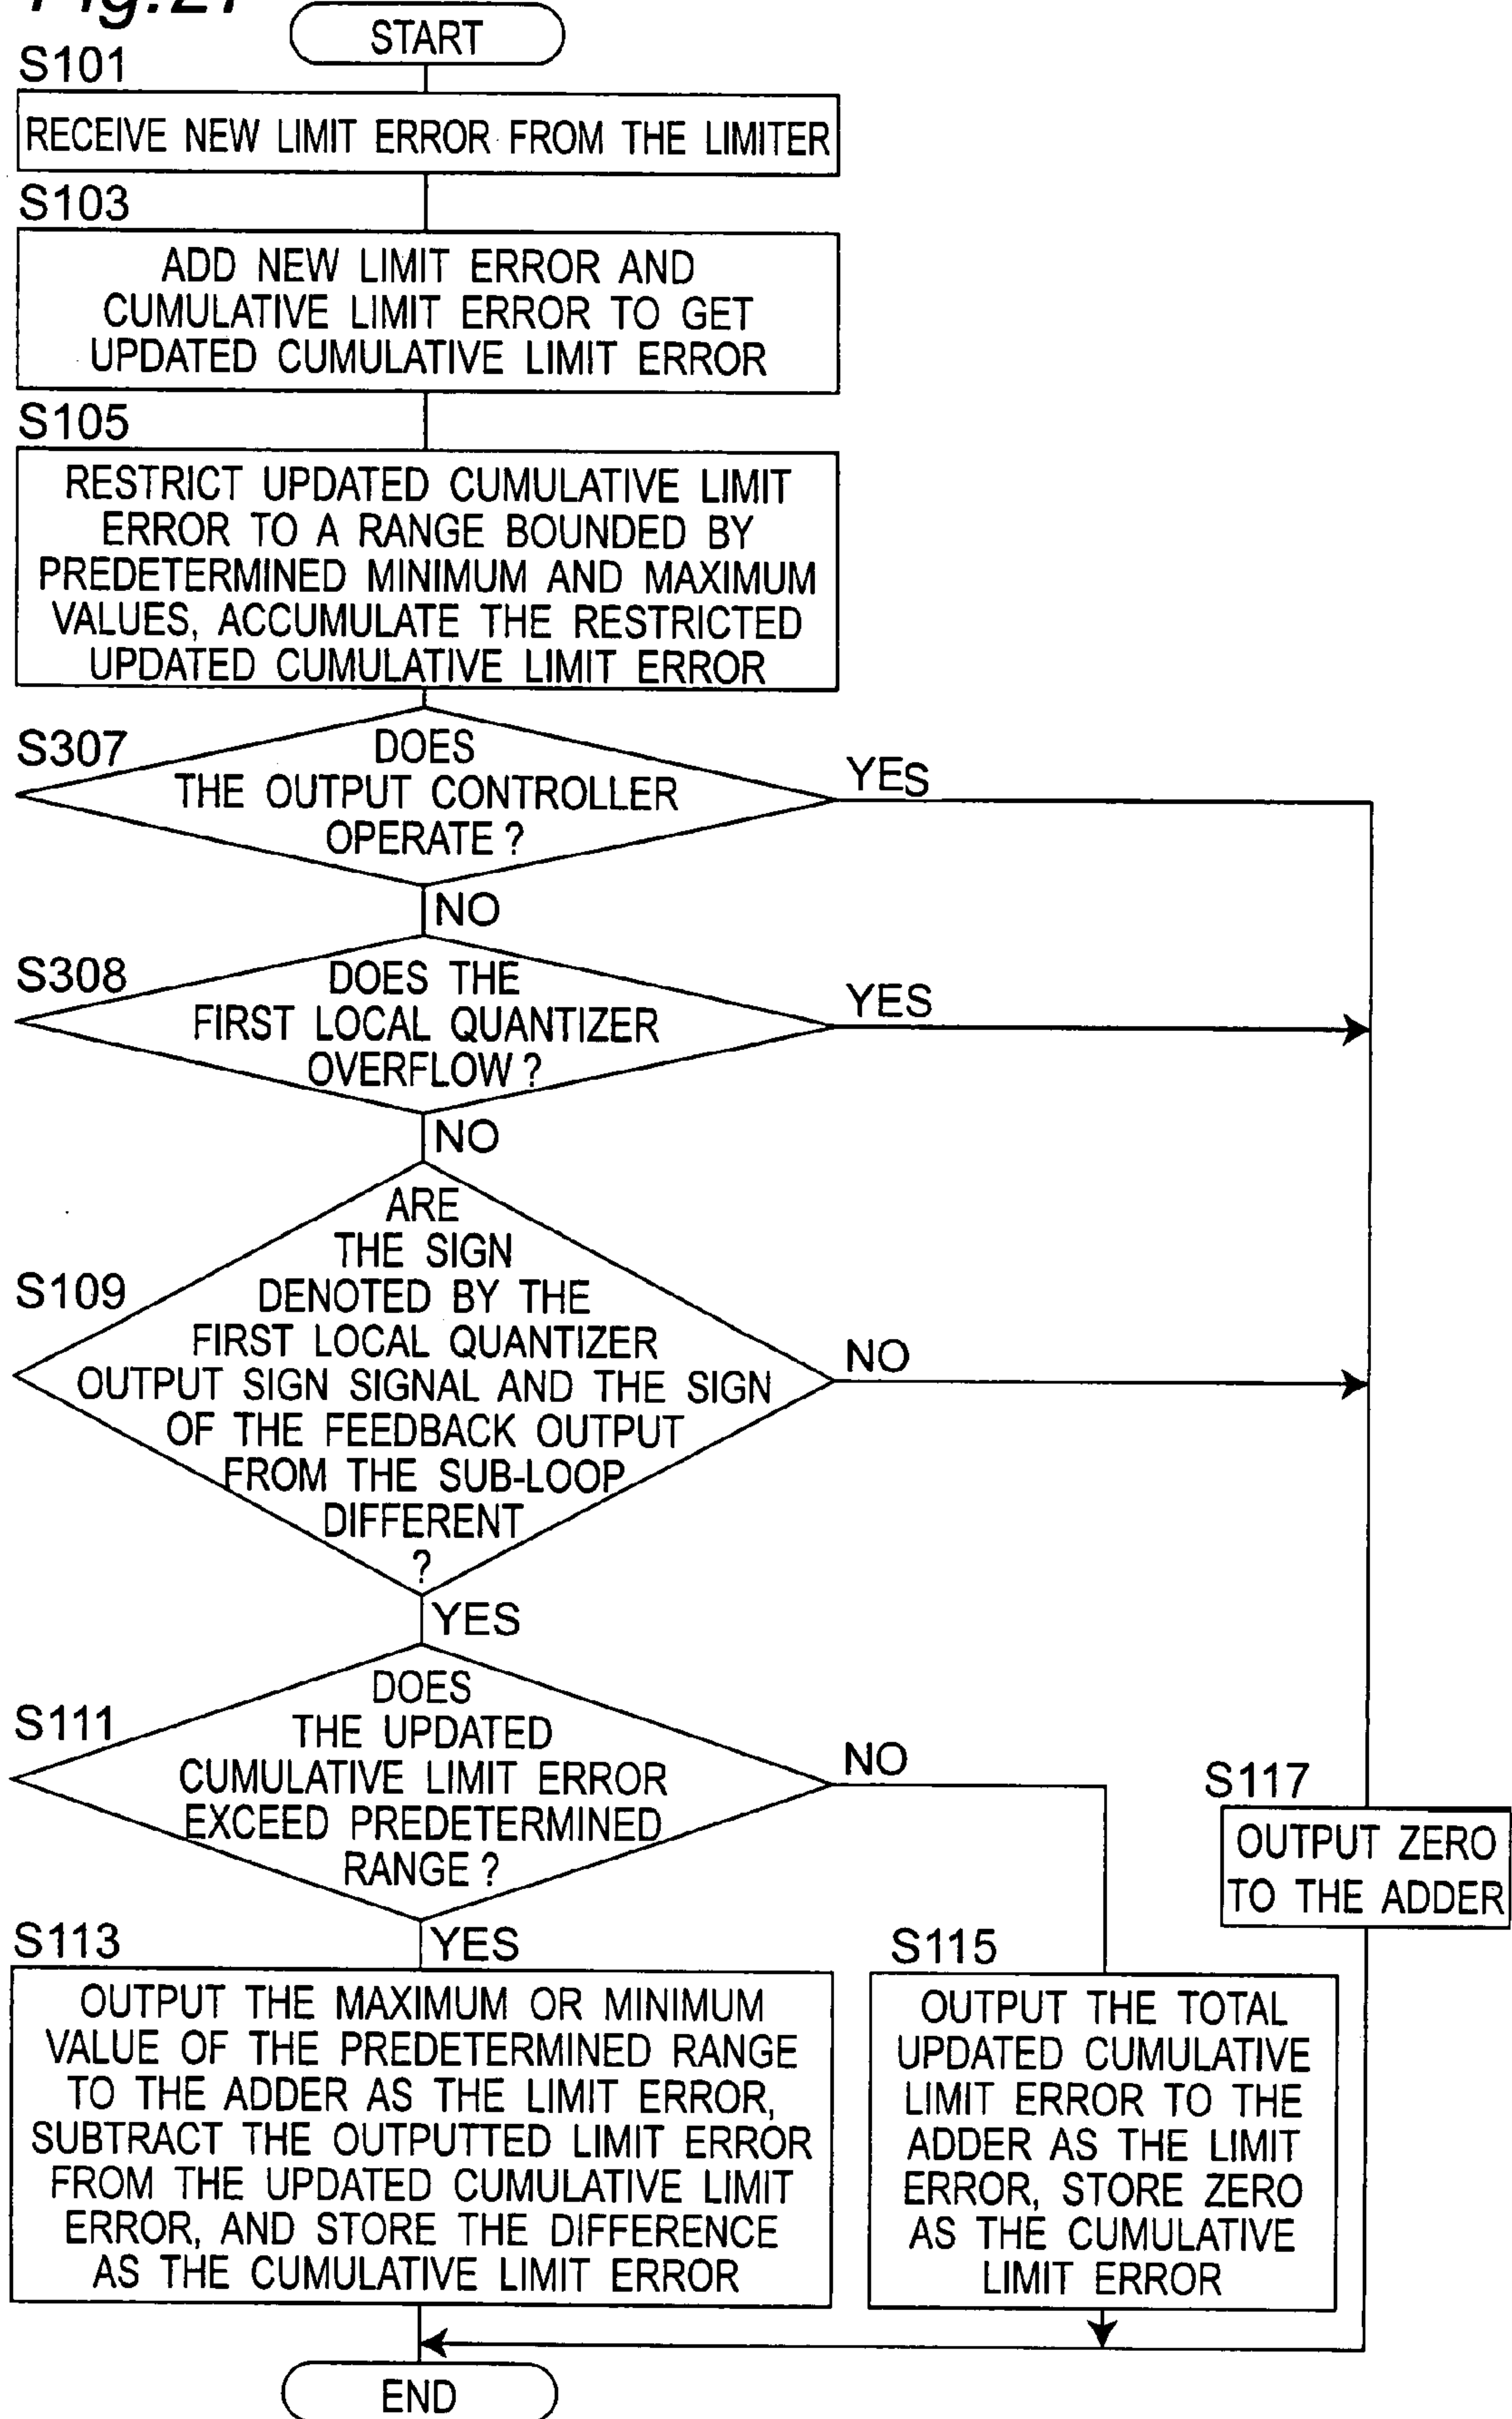 START
S101
RECEIVE NEW LIMIT ERROR FROM THE LIMITER
S103
ADD NEW LIMIT ERROR AND
CUMULATIVE LIMIT ERROR TO GET
UPDATED CUMULATIVE LIMIT ERROR
S105
RESTRICT UPDATED CUMULATIVE LIMIT
ERROR TO A RANGE BOUNDED BY
PREDETERMINED MINIMUM AND MAXIMUM
VALUES, ACCUMULATE THE RESTRICTED
UPDATED CUMULATIVE LIMIT ERROR
S307
DOES
THE OUTPUT CONTROLLER
OPERATE ?
YES
NO
S308
DOES THE
FIRST LOCAL QUANTIZER
OVERFLOW ?
YES
NO
S109
ARE
THE SIGN
DENOTED BY THE
FIRST LOCAL QUANTIZER
OUTPUT SIGN SIGNAL AND THE SIGN
OF THE FEEDBACK OUTPUT
FROM THE SUB-LOOP
DIFFERENT
?
NO
YES
S111
DOES
THE UPDATED
CUMULATIVE LIMIT ERROR
EXCEED PREDETERMINED
RANGE ?
NO
YES
S117
OUTPUT ZERO
TO THE ADDER
S113
OUTPUT THE MAXIMUM OR MINIMUM
VALUE OF THE PREDETERMINED RANGE
TO THE ADDER AS THE LIMIT ERROR,
SUBTRACT THE OUTPUTTED LIMIT ERROR
FROM THE UPDATED CUMULATIVE LIMIT
ERROR, AND STORE THE DIFFERENCE
AS THE CUMULATIVE LIMIT ERROR
S115
OUTPUT THE TOTAL
UPDATED CUMULATIVE
LIMIT ERROR TO THE
ADDER AS THE LIMIT
ERROR, STORE ZERO
AS THE CUMULATIVE
LIMIT ERROR
END